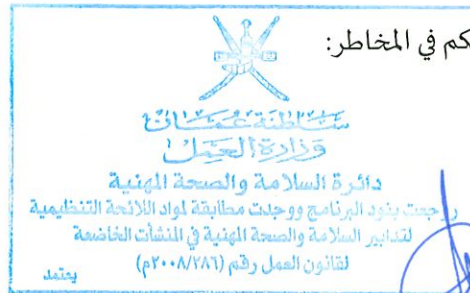 كم في المخاطر:
سلطنة عمان
وزارة العمل
دائرة السلامة والصحة المهنية
روجعت بنود البرنامج ووجدت مطابقة لمواد اللائحة التنظيمية
لتدابير السلامة والصحة المهنية في المنشآت الخاضعة
لقانون العمل رقم (٢٠٠٨/٢٨٦م)
يعتمد